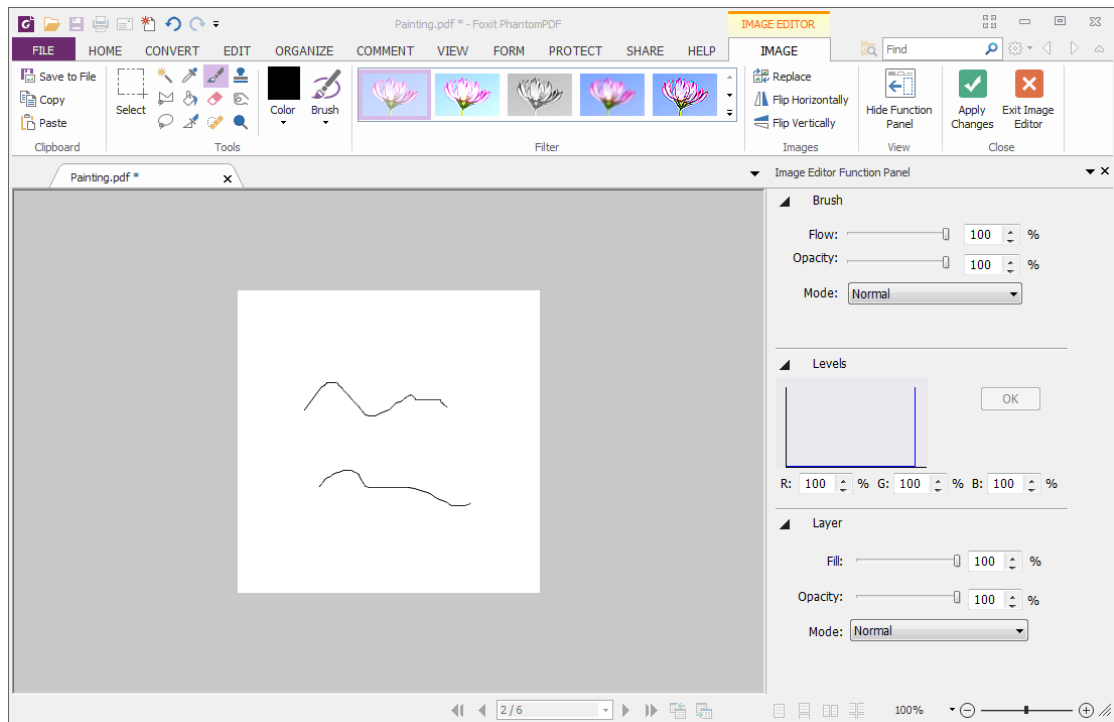 Painting.pdf * - Foxit PhantomPDF
IMAGE EDITOR
FILE HOME CONVERT EDIT ORGANIZE COMMENT VIEW FORM PROTECT SHARE HELP IMAGE Find
Save to File
Copy
Paste
Clipboard
Select
Tools
Color
Brush
Filter
Replace
Flip Horizontally
Flip Vertically
Images
Hide Function
Panel
View
Apply
Changes
Exit Image
Editor
Close
Painting.pdf *
Image Editor Function Panel
Brush
Flow: 100 %
Opacity: 100 %
Mode: Normal
Levels
OK
R: 100 % G: 100 % B: 100 %
Layer
Fill: 100 %
Opacity: 100 %
Mode: Normal
2/6
100%